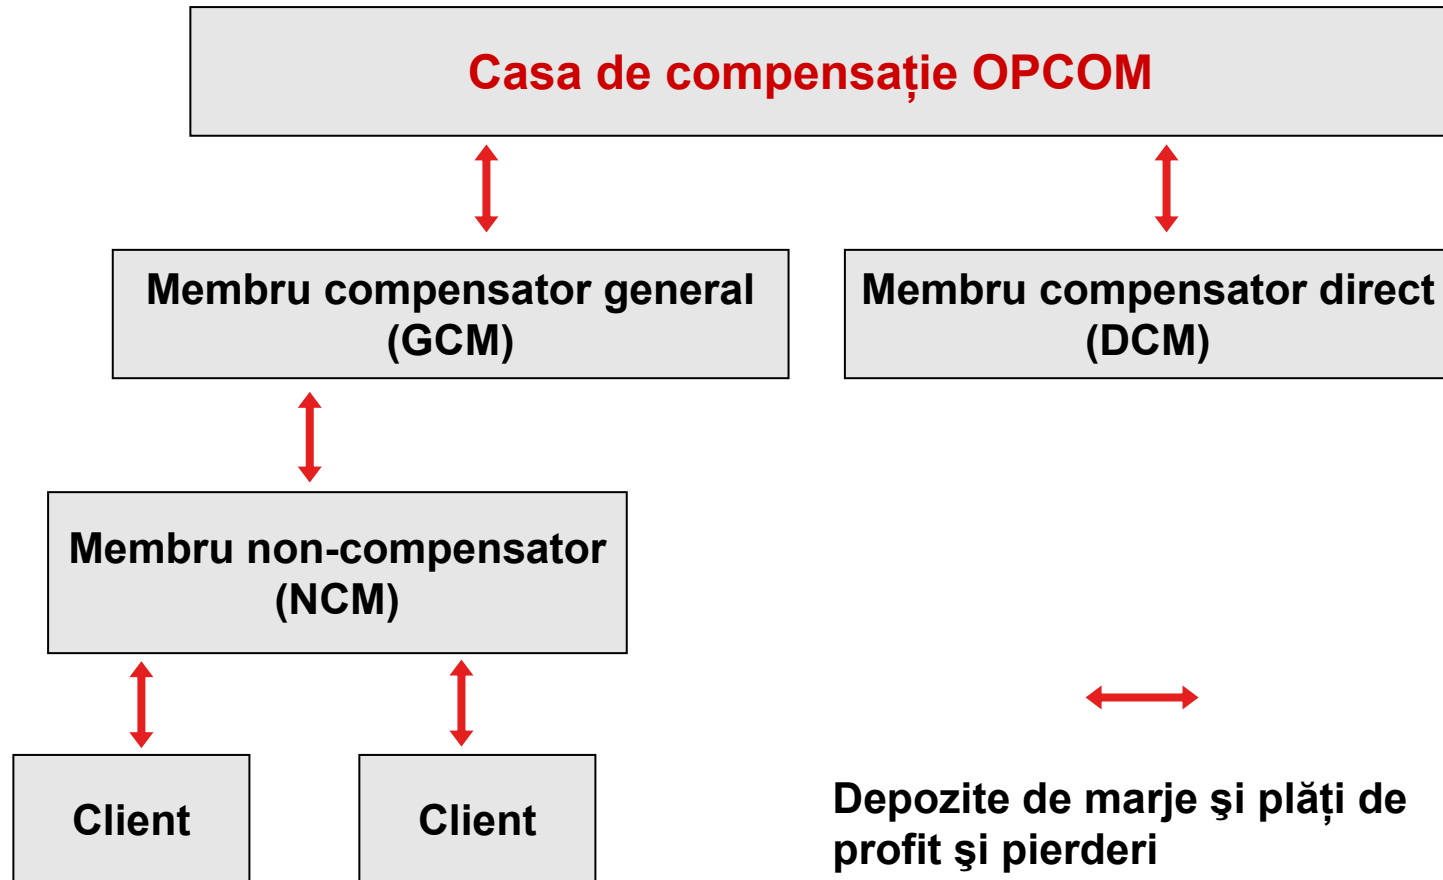 Casa de compensație OPCOM
Membru compensator general
(GCM)
Membru compensator direct
(DCM)
Membru non-compensator
(NCM)
Client
Client
Depozite de marje şi plăți de
profit şi pierderi